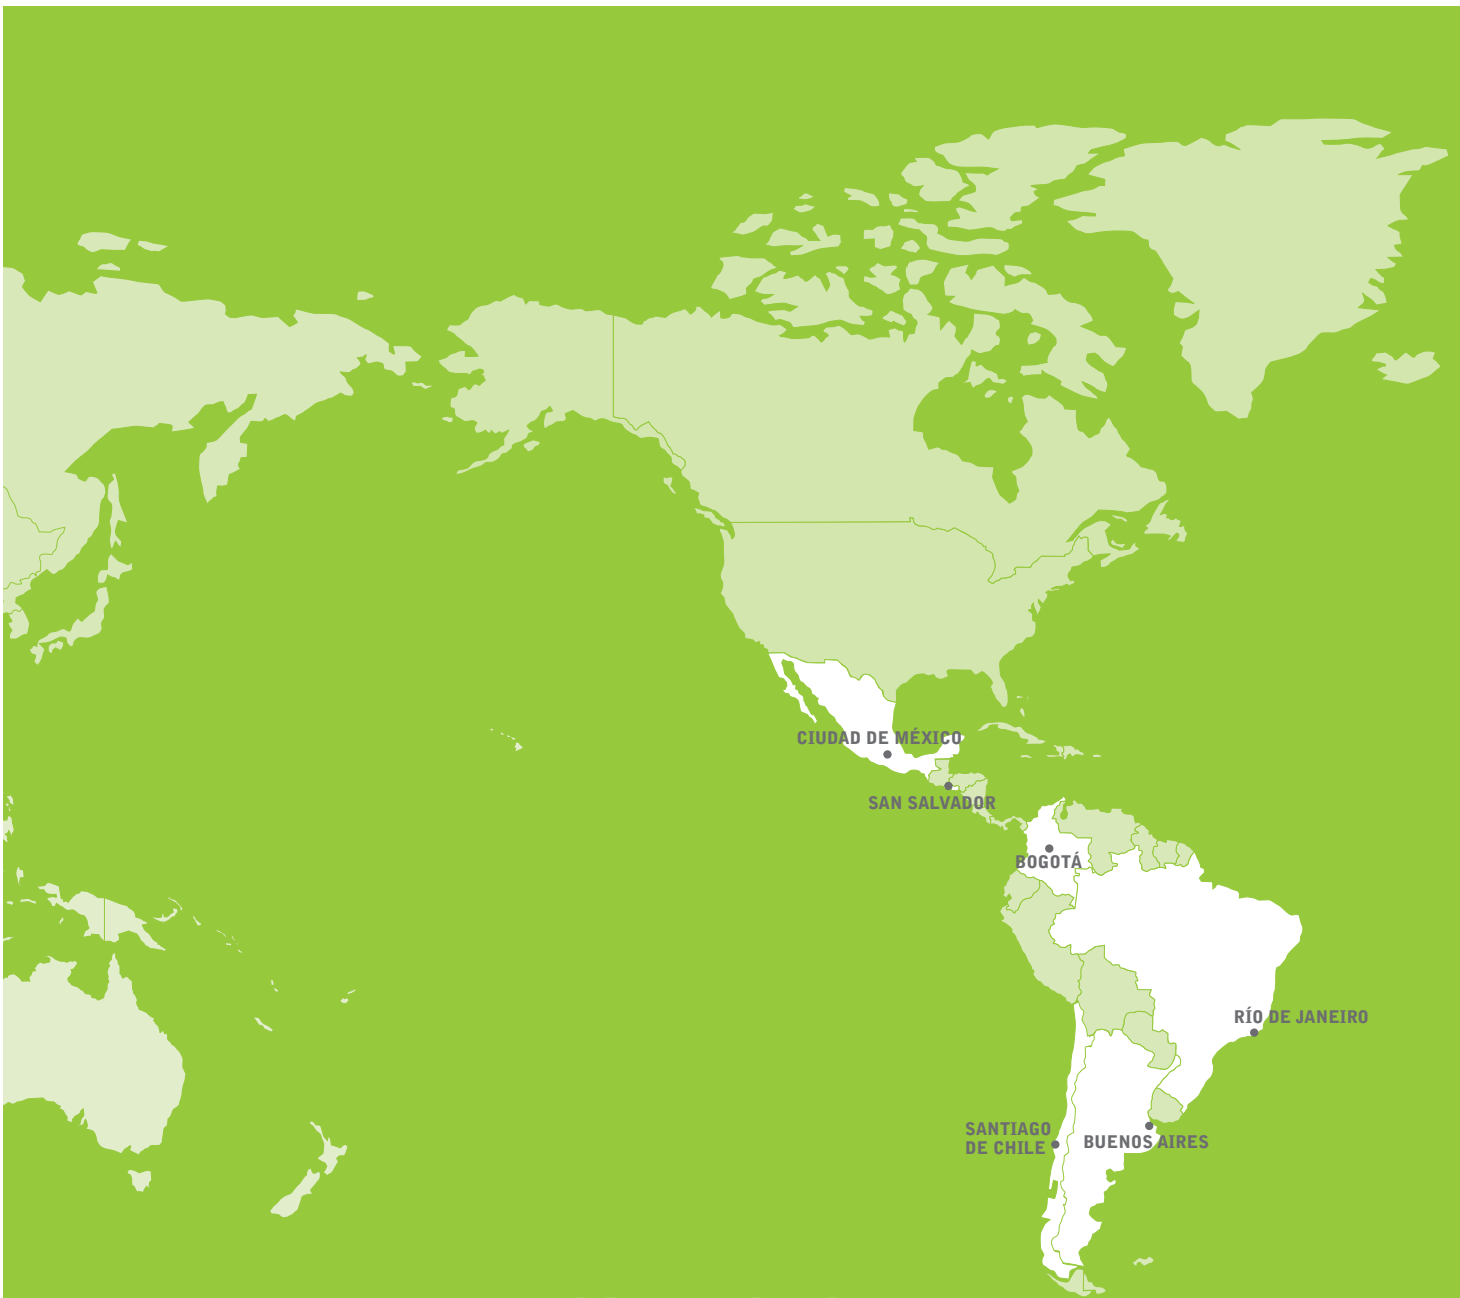 CIUDAD DE MÉXICO
SAN SALVADOR
BOGOTÁ
RÍO DE JANEIRO
SANTIAGO
DE CHILE
BUENOS AIRES